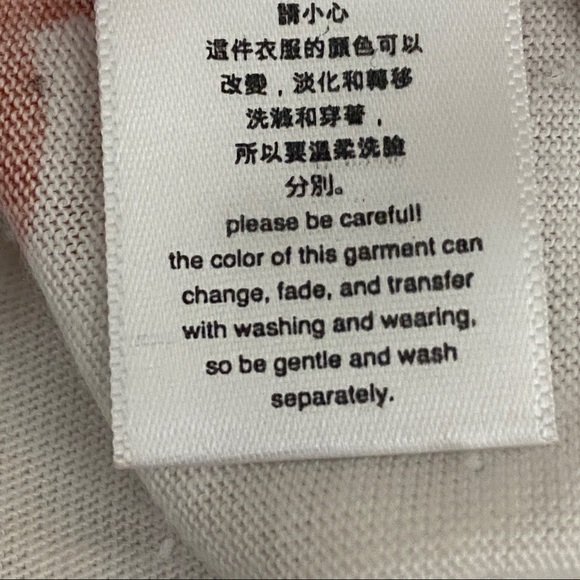 請小心
這件衣服的顏色可以
改變，淡化和轉移
洗滌和穿著，
所以要溫柔洗臉
分別。
please be careful!
the color of this garment can
change, fade, and transfer
with washing and wearing,
so be gentle and wash
separately.